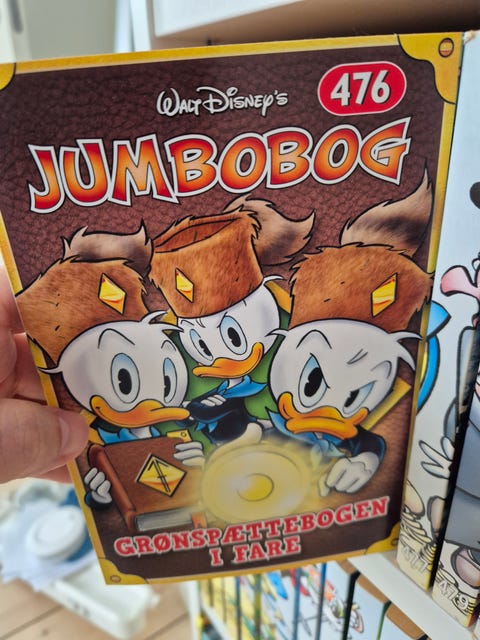 WALT DISNEY'S
476
JUMBOBOG
GRØNSPÆTTEBOGEN
I FARE